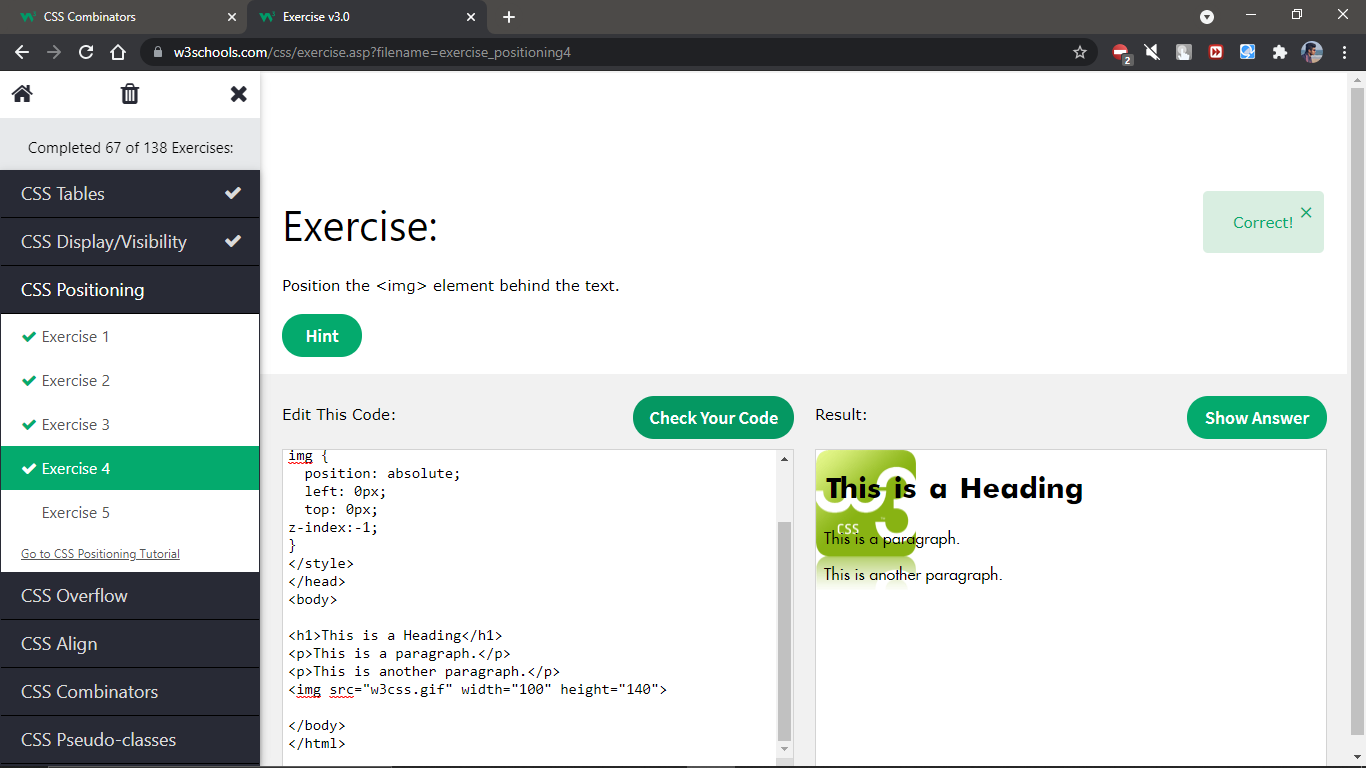 CSS Combinators
Exercise v3.0
w3schools.com/css/exercise.asp?filename=exercise_positioning4
2
Completed 67 of 138 Exercises:
CSS Tables
CSS Display/Visibility
CSS Positioning
Exercise 1
Exercise 2
Exercise 3
Exercise 4
Exercise 5
Go to CSS Positioning Tutorial
CSS Overflow
CSS Align
CSS Combinators
CSS Pseudo-classes
Exercise:
Correct!
Position the <img> element behind the text.
Hint
Edit This Code:
Check Your Code
img {
  position: absolute;
  left: 0px;
  top: 0px;
z-index:-1;
}
</style>
</head>
<body>
<h1>This is a Heading</h1>
<p>This is a paragraph.</p>
<p>This is another paragraph.</p>
<img src="w3css.gif" width="100" height="140">
</body>
</html>
Result:
Show Answer
This is a Heading
CSS
This is a paragraph.
This is another paragraph.